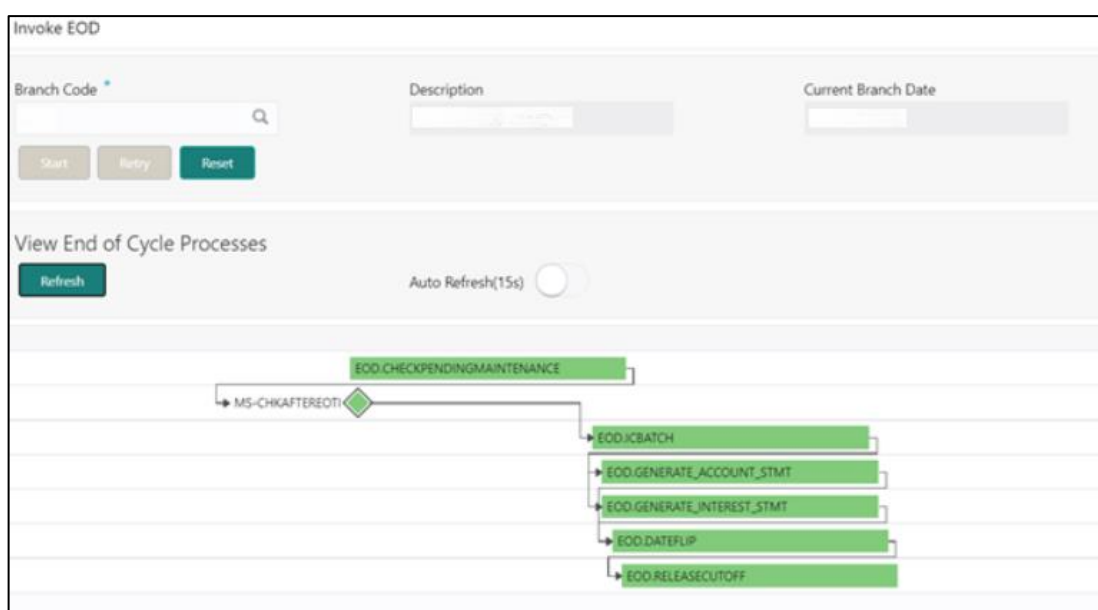 Invoke EOD
Branch Code *
Description
Current Branch Date
Start
Retry
Reset
View End of Cycle Processes
Refresh
Auto Refresh(15s)
EOD.CHECKPENDINGMAINTENANCE
MS-CHKAFTEREOTI
EOD.ICBATCH
EOD.GENERATE_ACCOUNT_STMT
EOD.GENERATE_INTEREST_STMT
EOD.DATEFLIP
EOD.RELEASECUTOFF